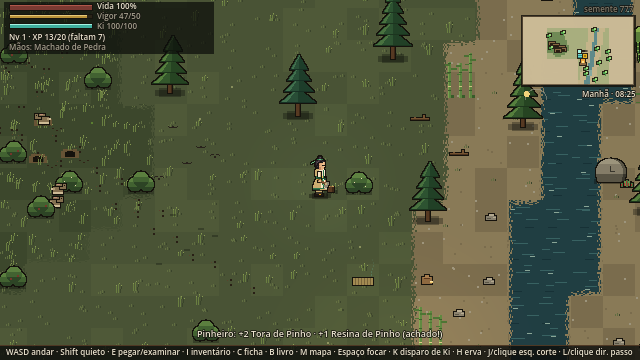 Vida 100%
Vigor 47/50
Ki 100/100
Nv 1 · XP 13/20 (faltam 7)
Mãos: Machado de Pedra
semente 777
Manhã · 08:25
Pinheiro: +2 Tora de Pinho · +1 Resina de Pinho (achado!)
WASD andar · Shift quieto · E pegar/examinar · I inventário · C ficha · B livro · M mapa · Espaço focar · K disparo de Ki · H erva · J/clique esq. corte · L/clique dir. passo